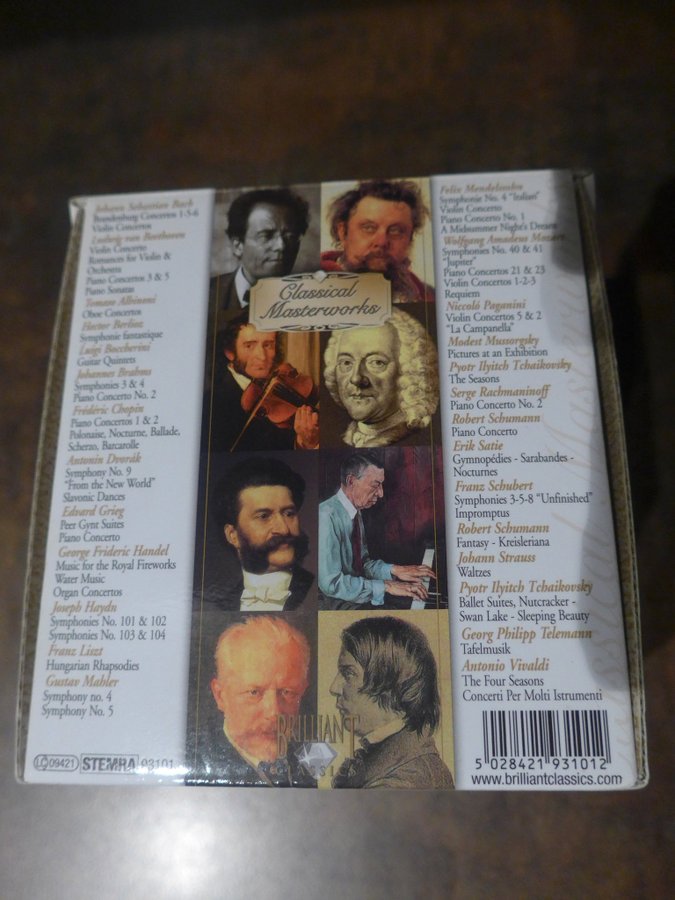 Johann Sebastian Bach
Brandenburg Concertos 1-5-6
Violin Concertos
Ludwig van Beethoven
Violin Concerto
Romances for Violin &
Orchestra
Piano Concertos 3 & 5
Piano Sonatas
Tomaso Albinoni
Oboe Concertos
Hector Berlioz
Symphonie fantastique
Luigi Boccherini
Guitar Quintets
Johannes Brahms
Symphonies 3 & 4
Piano Concerto No. 2
Frédéric Chopin
Piano Concertos 1 & 2
Polonaise, Nocturne, Ballade,
Scherzo, Barcarolle
Antonin Dvorák
Symphony No. 9
"From the New World"
Slavonic Dances
Edvard Grieg
Peer Gynt Suites
Piano Concerto
George Frideric Handel
Music for the Royal Fireworks
Water Music
Organ Concertos
Joseph Haydn
Symphonies No. 101 & 102
Symphonies No. 103 & 104
Franz Liszt
Hungarian Rhapsodies
Gustav Mahler
Symphony no. 4
Symphony No. 5
LC 09421
STEMRA
93101
Classical
Masterworks
BRILLIANT
CLASSICS
Felix Mendelssohn
Symphonie No. 4 "Italian"
Violin Concerto
Piano Concerto No. 1
A Midsummer Night's Dream
Wolfgang Amadeus Mozart
Symphonies No. 40 & 41
"Jupiter"
Piano Concertos 21 & 23
Violin Concertos 1-2-3
Requiem
Niccoló Paganini
Violin Concertos 5 & 2
"La Campanella"
Modest Mussorgsky
Pictures at an Exhibition
Pyotr Ilyitch Tchaikovsky
The Seasons
Serge Rachmaninoff
Piano Concerto No. 2
Robert Schumann
Piano Concerto
Erik Satie
Gymnopédies - Sarabandes -
Nocturnes
Franz Schubert
Symphonies 3-5-8 "Unfinished"
Impromptus
Robert Schumann
Fantasy - Kreisleriana
Johann Strauss
Waltzes
Pyotr Ilyitch Tchaikovsky
Ballet Suites, Nutcracker -
Swan Lake - Sleeping Beauty
Georg Philipp Telemann
Tafelmusik
Antonio Vivaldi
The Four Seasons
Concerti Per Molti Istrumenti
5 028421 931012
www.brilliantclassics.com